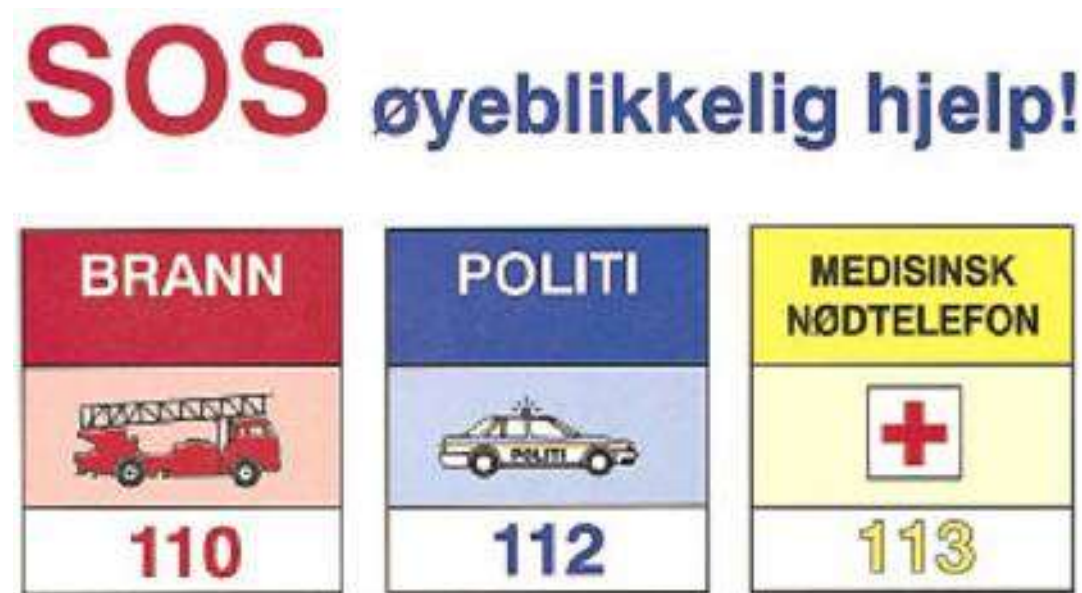 SOS øyeblikkelig hjelp!
BRANN
POLITI
MEDISINSK
NØDTELEFON
POLITI
110
112
113